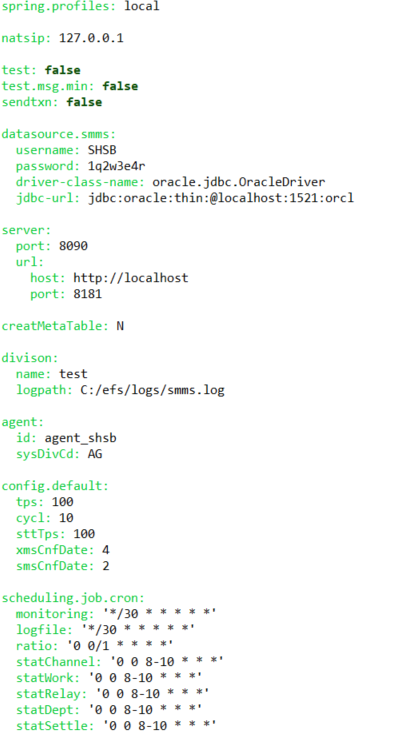 spring.profiles: local
natsip: 127.0.0.1
test: false
test.msg.min: false
sendtxn: false
datasource.smms:
username: SHSB
password: 1q2w3e4r
driver-class-name: oracle.jdbc.OracleDriver
jdbc-url: jdbc:oracle:thin:@localhost:1521:orcl
server:
port: 8090
url:
host: http://localhost
port: 8181
creatMetaTable: N
divison:
name: test
logpath: C:/efs/logs/smms.log
agent:
id: agent_shsb
sysDivCd: AG
config.default:
tps: 100
cycl: 10
sttTps: 100
xmsCnfDate: 4
smsCnfDate: 2
scheduling.job.cron:
monitoring: '*/30 * * * * *'
logfile: '*/30 * * * * *'
ratio: '0 0/1 * * * *'
statChannel: '0 0 8-10 * * *'
statWork: '0 0 8-10 * * *'
statRelay: '0 0 8-10 * * *'
statDept: '0 0 8-10 * * *'
statSettle: '0 0 8-10 * * *'